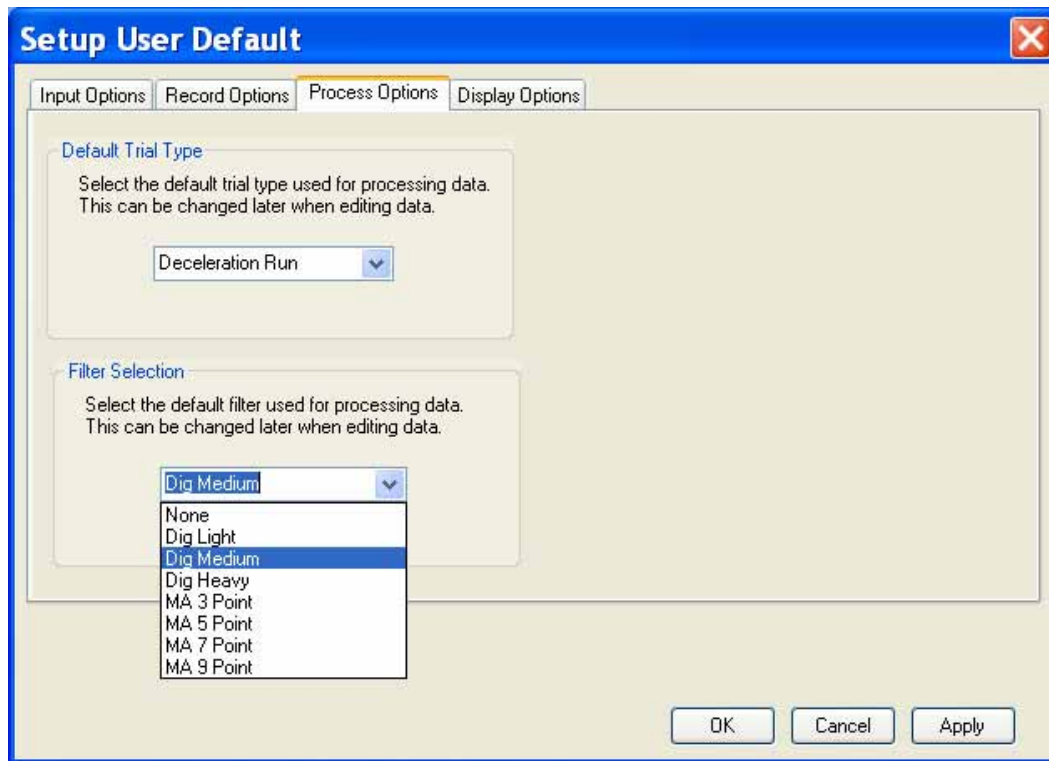 Setup User Default
Input Options Record Options Process Options Display Options
Default Trial Type
Select the default trial type used for processing data.
This can be changed later when editing data.
Deceleration Run
Filter Selection
Select the default filter used for processing data.
This can be changed later when editing data.
Dig Medium
None
Dig Light
Dig Medium
Dig Heavy
MA 3 Point
MA 5 Point
MA 7 Point
MA 9 Point
OK Cancel Apply